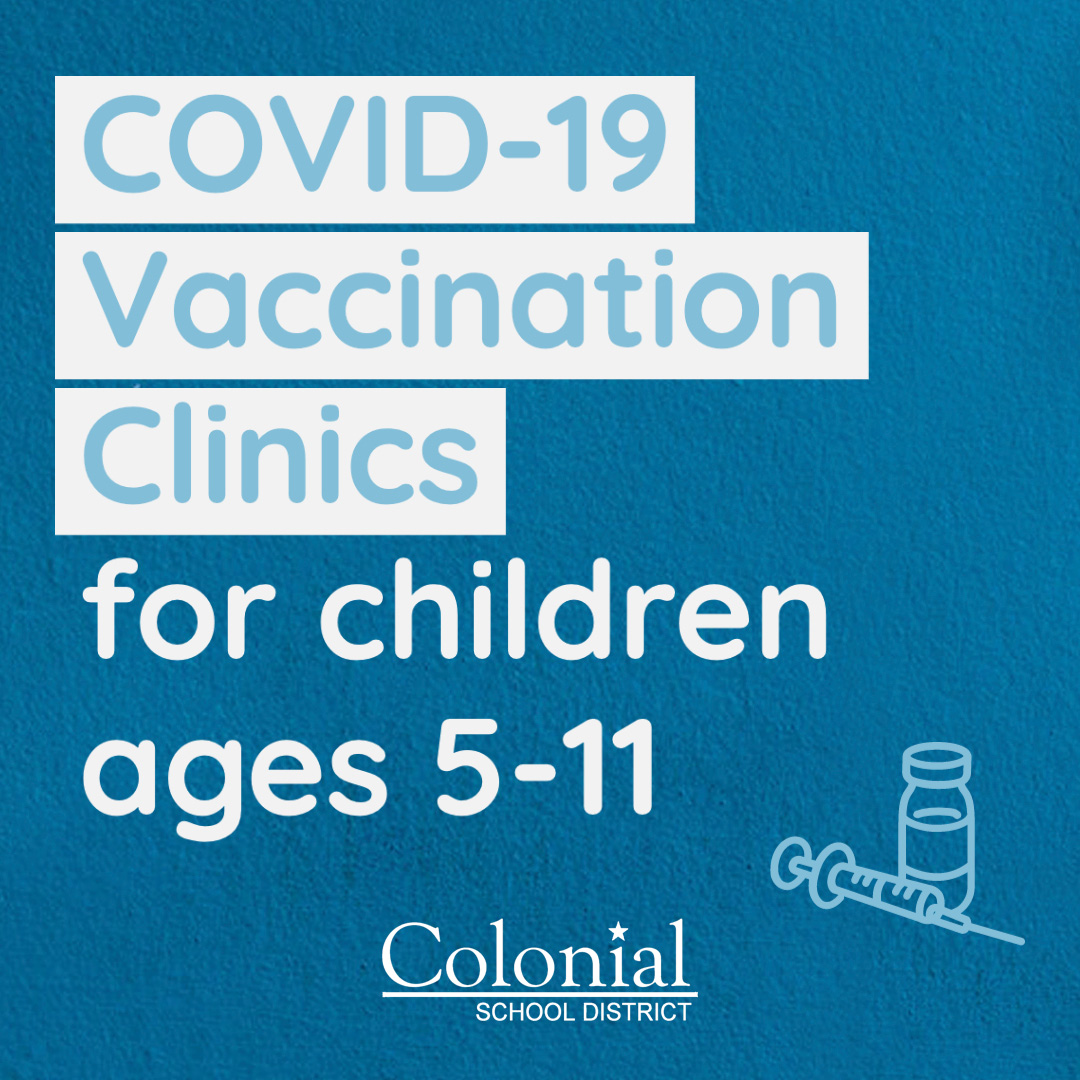 COVID-19
Vaccination
Clinics
for children
ages 5-11
Colonial
SCHOOL DISTRICT